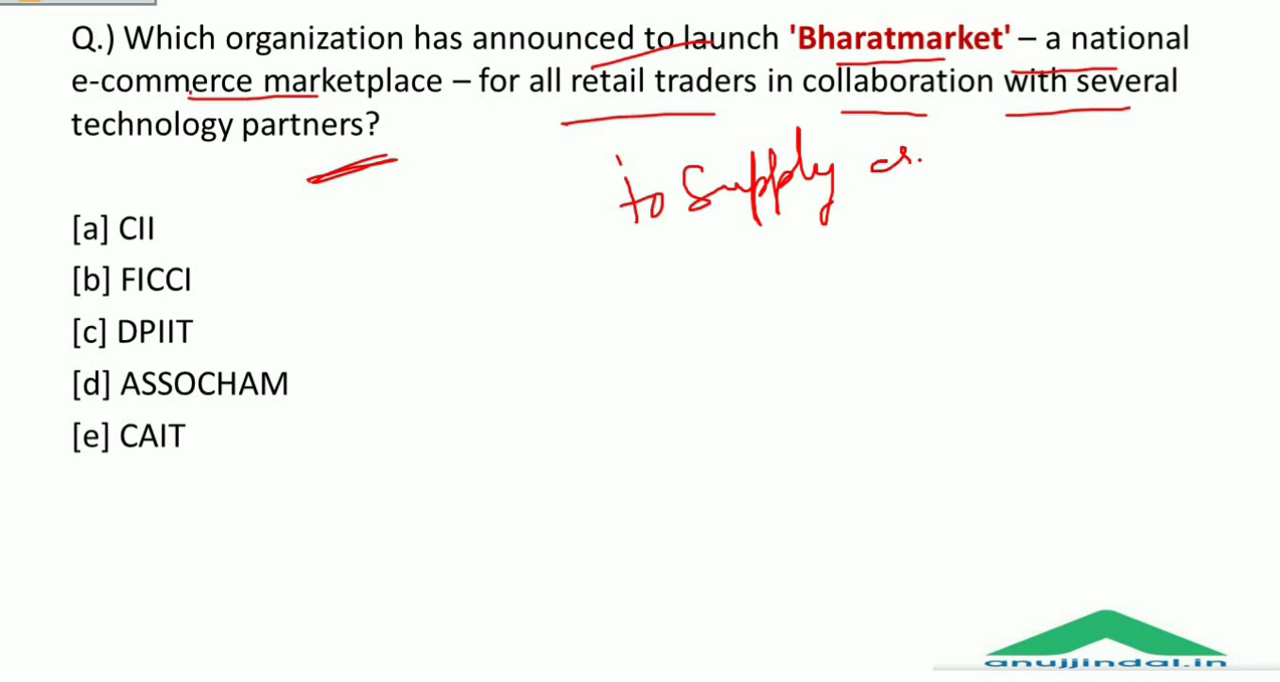 Q.) Which organization has announced to launch 'Bharatmarket' – a national
e-commerce marketplace – for all retail traders in collaboration with several
technology partners?
to Supply
[a] CII
[b] FICCI
[c] DPIIT
[d] ASSOCHAM
[e] CAIT
anujjindal.in